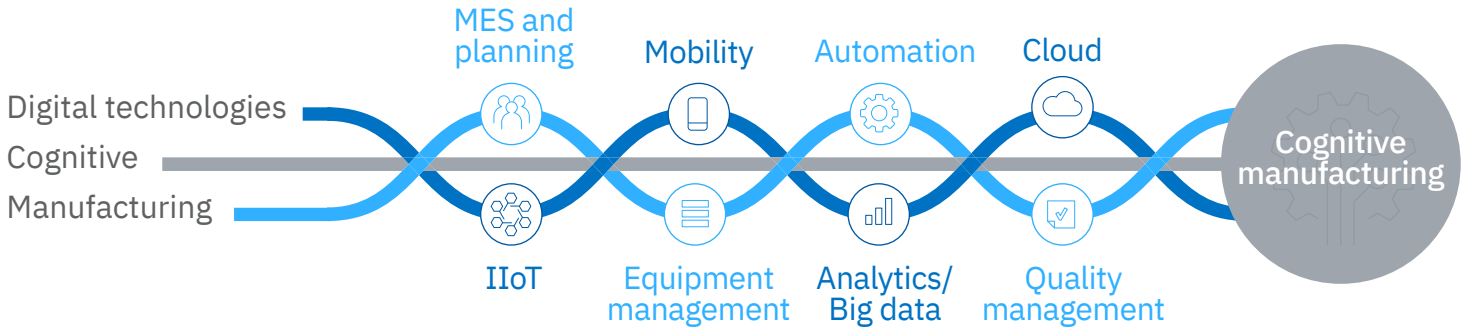 MES and
planning
Mobility
Automation
Cloud
Digital technologies
Cognitive
Manufacturing
Cognitive
manufacturing
IIoT
Equipment
management
Analytics/
Big data
Quality
management